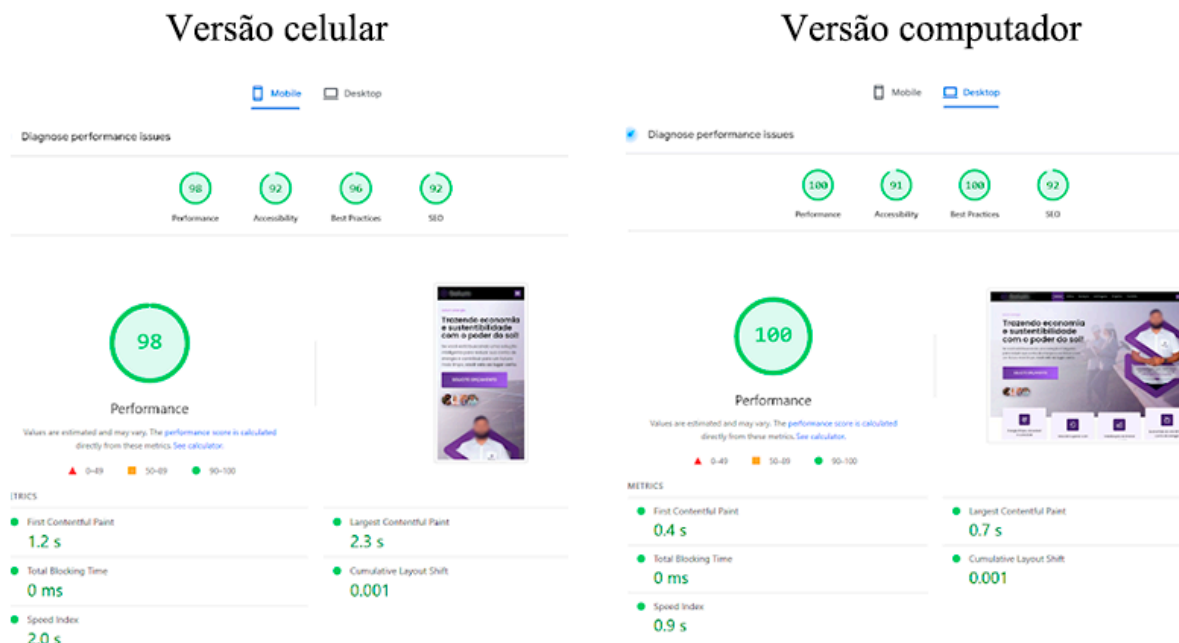 Versão celular
Mobile
Desktop
Diagnose performance issues
98
92
96
92
Performance
Accessibility
Best Practices
SEO
98
Performance
Values are estimated and may vary. The performance score is calculated
directly from these metrics. See calculator.
0–49
50–89
90–100
Trazendo economia
e sustentibilidade
com o poder do sol!
TRICS
First Contentful Paint
1.2 s
Largest Contentful Paint
2.3 s
Total Blocking Time
0 ms
Cumulative Layout Shift
0.001
Speed Index
2.0 s
Versão computador
Mobile
Desktop
Diagnose performance issues
100
91
100
92
Performance
Accessibility
Best Practices
SEO
100
Performance
Values are estimated and may vary. The performance score is calculated
directly from these metrics. See calculator.
0–49
50–89
90–100
Trazendo economia
e sustentibilidade
com o poder do sol!
METRICS
First Contentful Paint
0.4 s
Largest Contentful Paint
0.7 s
Total Blocking Time
0 ms
Cumulative Layout Shift
0.001
Speed Index
0.9 s